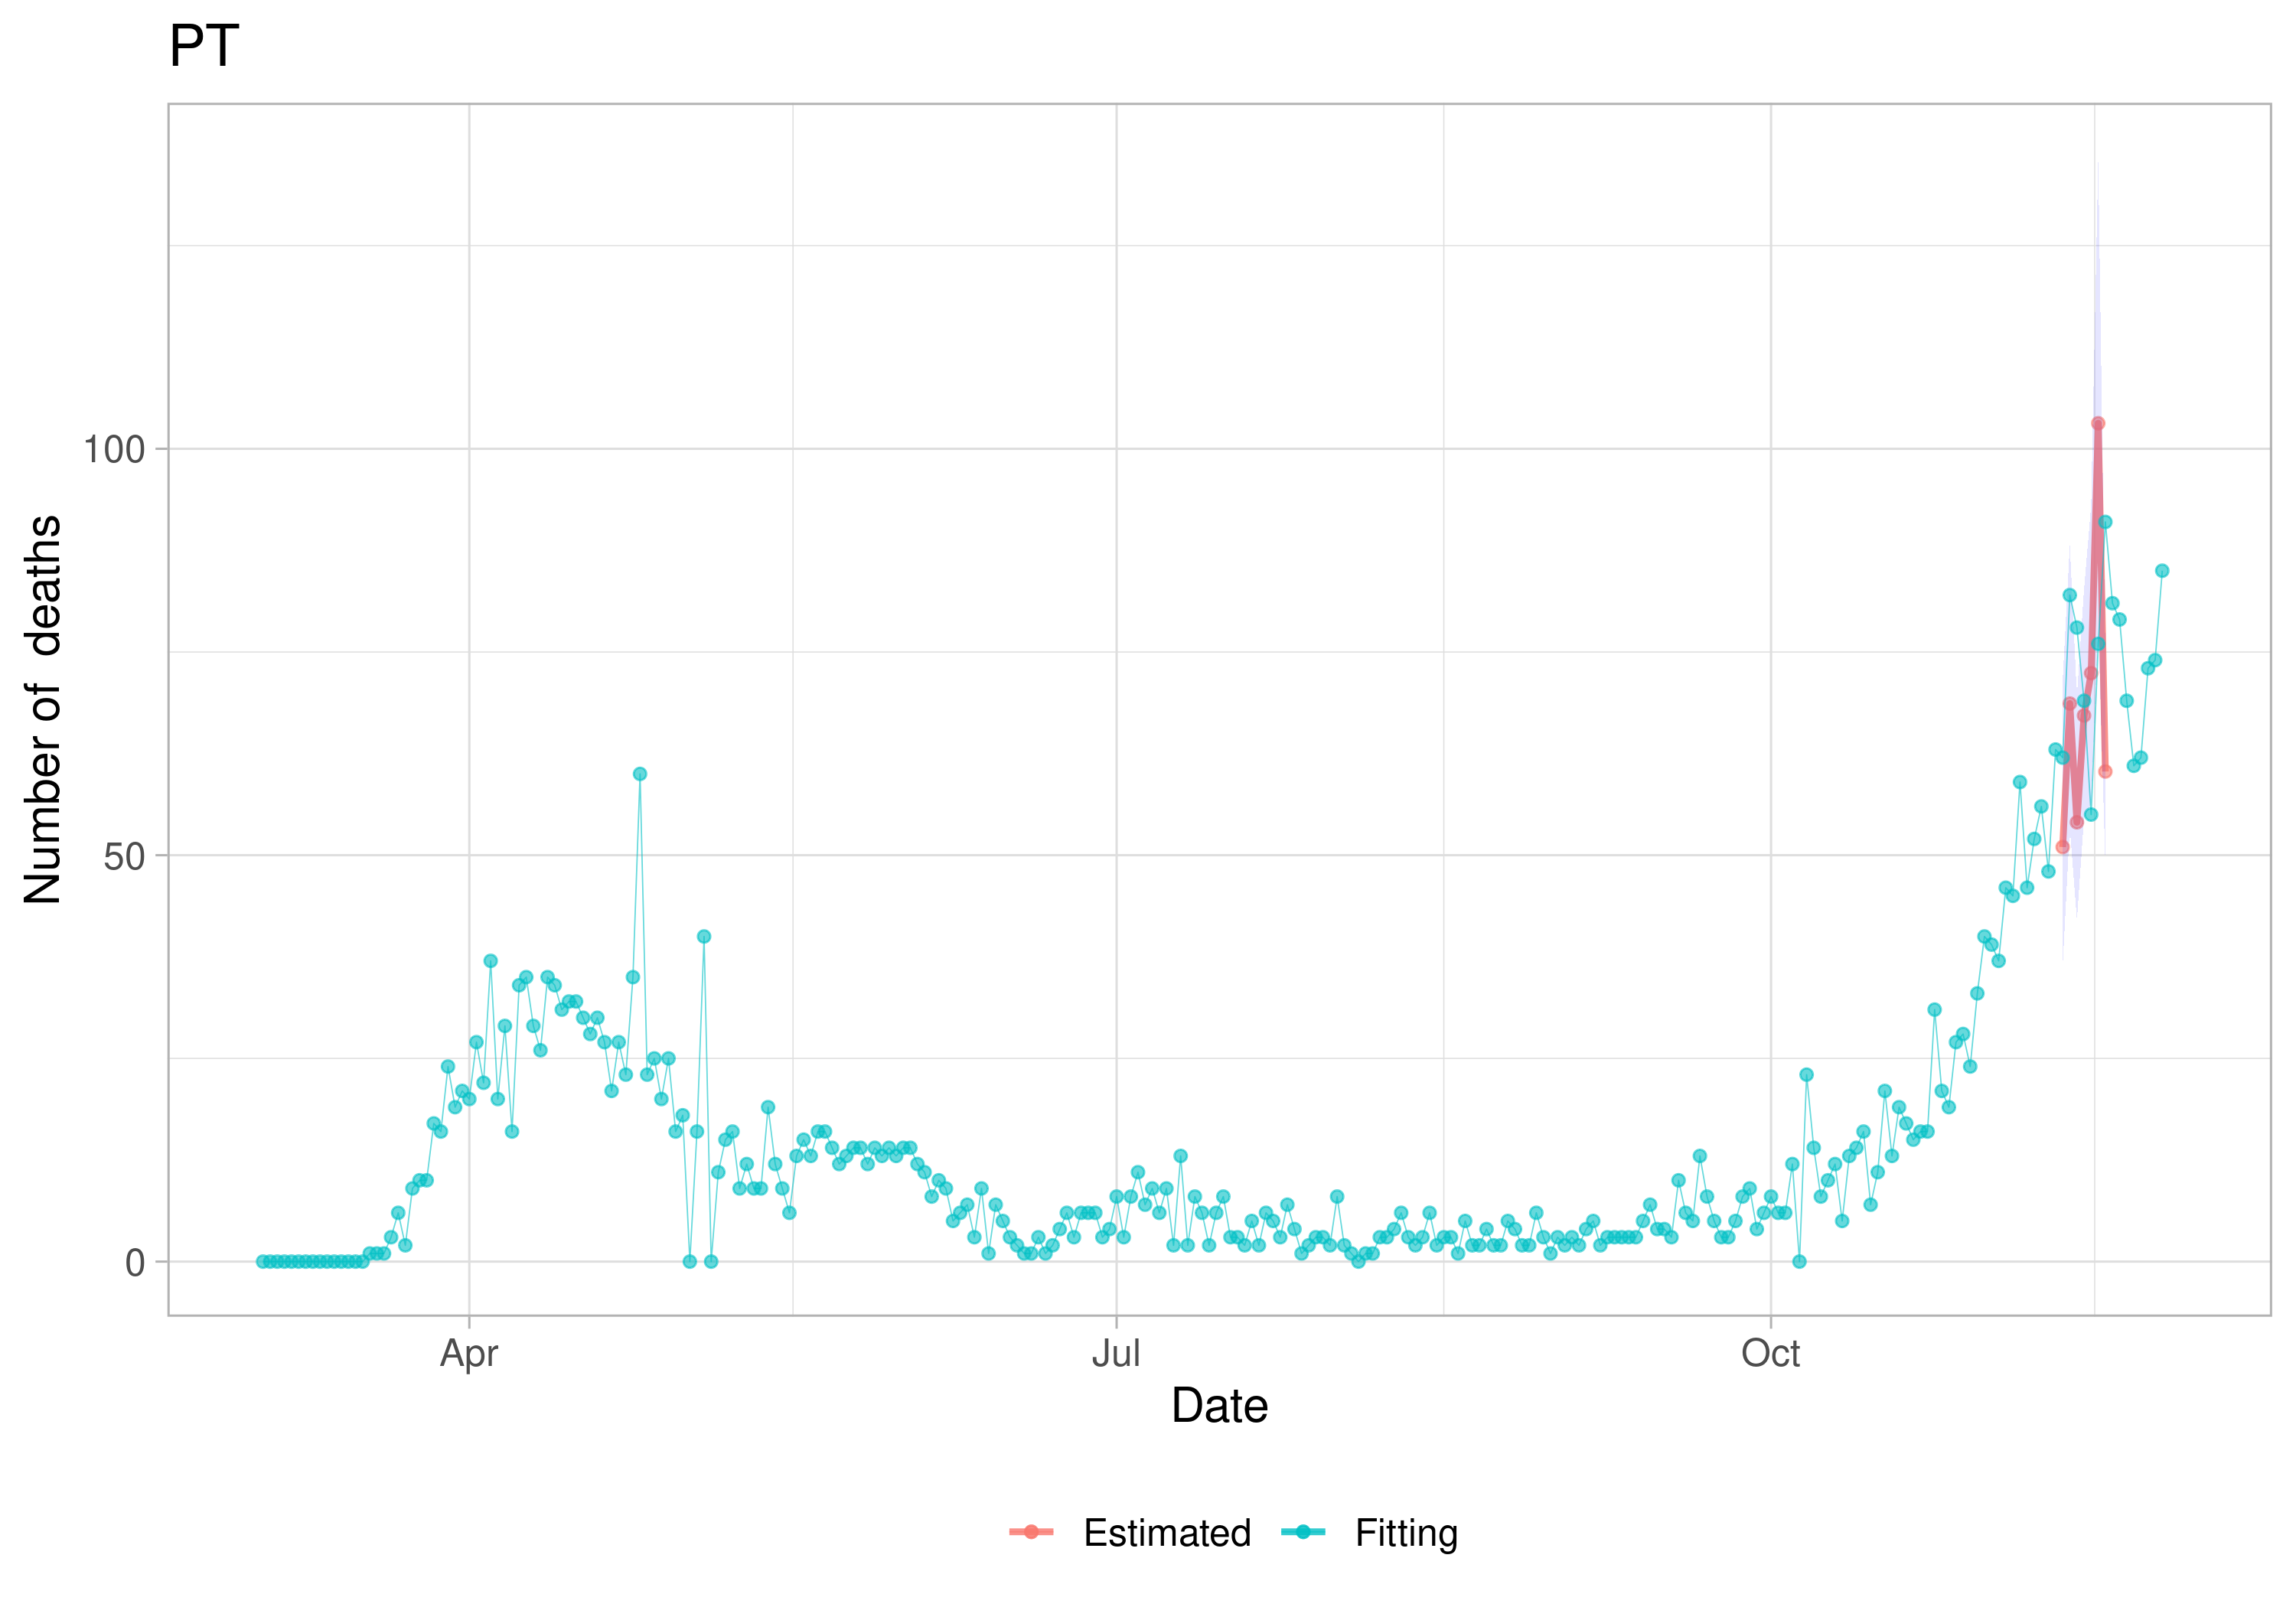 PT
Number of deaths
100
50
0
Apr Jul Oct
Date
Estimated Fitting